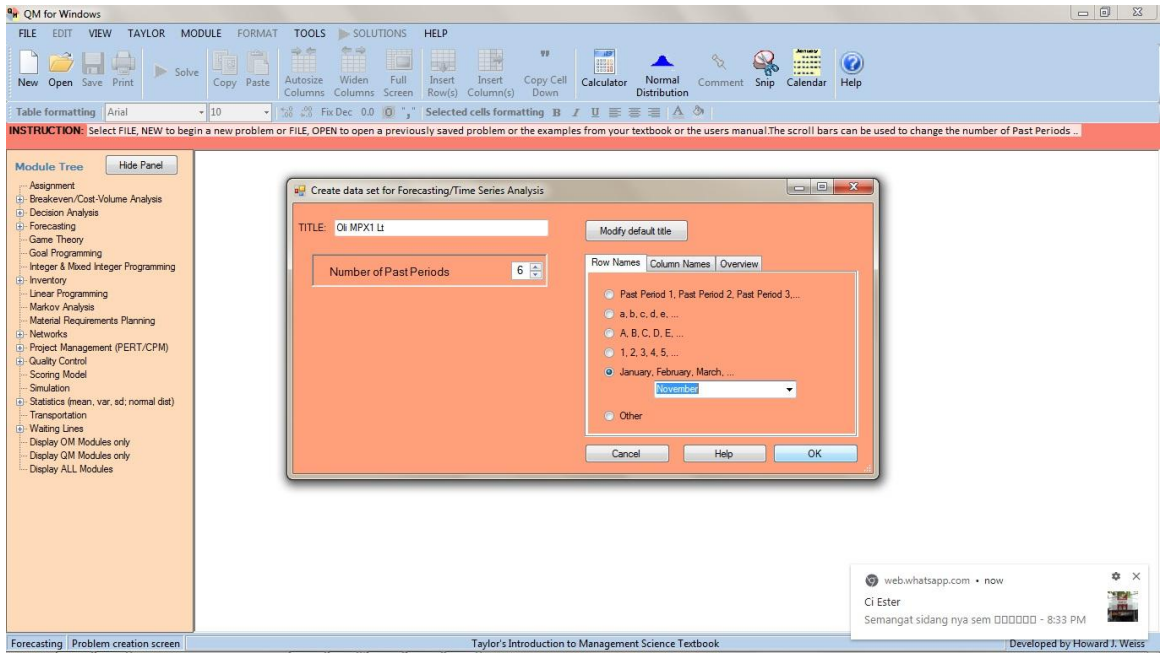 QM for Windows
FILE EDIT VIEW TAYLOR MODULE FORMAT TOOLS SOLUTIONS HELP
New Open Save Print Solve Copy Paste Autosize Columns Widen Columns Full Screen Insert Row(s) Insert Column(s) Copy Cell Down Calculator Normal Distribution Comment Snip Calendar Help
Table formatting Arial 10 Fix Dec 0.0 0 "," Selected cells formatting B I U A
INSTRUCTION: Select FILE, NEW to begin a new problem or FILE, OPEN to open a previously saved problem or the examples from your textbook or the users manual.The scroll bars can be used to change the number of Past Periods ..
Module Tree Hide Panel
Assignment
Breakeven/Cost-Volume Analysis
Decision Analysis
Forecasting
Game Theory
Goal Programming
Integer & Mixed Integer Programming
Inventory
Linear Programming
Markov Analysis
Material Requirements Planning
Networks
Project Management (PERT/CPM)
Quality Control
Scoring Model
Simulation
Statistics (mean, var, sd; normal dist)
Transportation
Waiting Lines
Display OM Modules only
Display QM Modules only
Display ALL Modules
Create data set for Forecasting/Time Series Analysis
TITLE: Oli MPX1 Lt
Modify default title
Number of Past Periods 6
Row Names Column Names Overview
Past Period 1, Past Period 2, Past Period 3,...
a, b, c, d, e, ...
A, B, C, D, E, ...
1, 2, 3, 4, 5, ...
January, February, March, ...
November
Other
Cancel Help OK
web.whatsapp.com • now
Ci Ester
Semangat sidang nya sem □□□□□□ - 8:33 PM
Forecasting Problem creation screen Taylor's Introduction to Management Science Textbook Developed by Howard J. Weiss